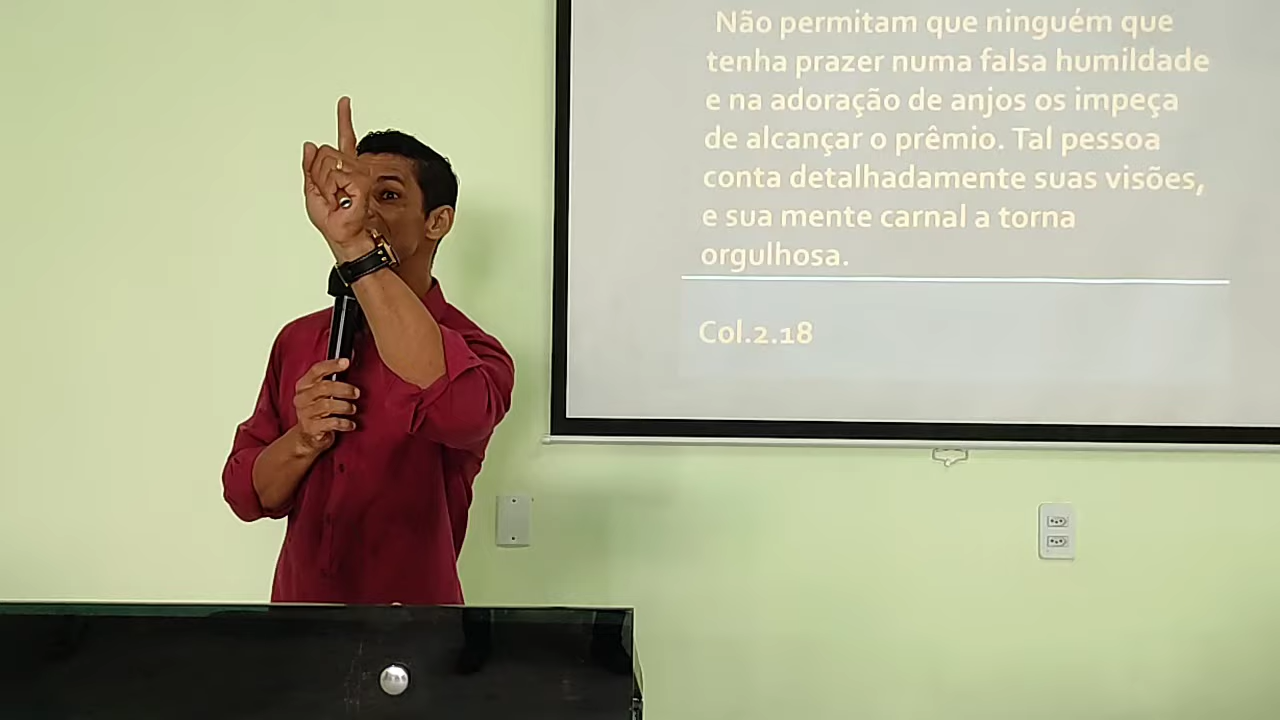 Não permitam que ninguém que
tenha prazer numa falsa humildade
e na adoração de anjos os impeça
de alcançar o prêmio. Tal pessoa
conta detalhadamente suas visões,
e sua mente carnal a torna
orgulhosa.
Col.2.18